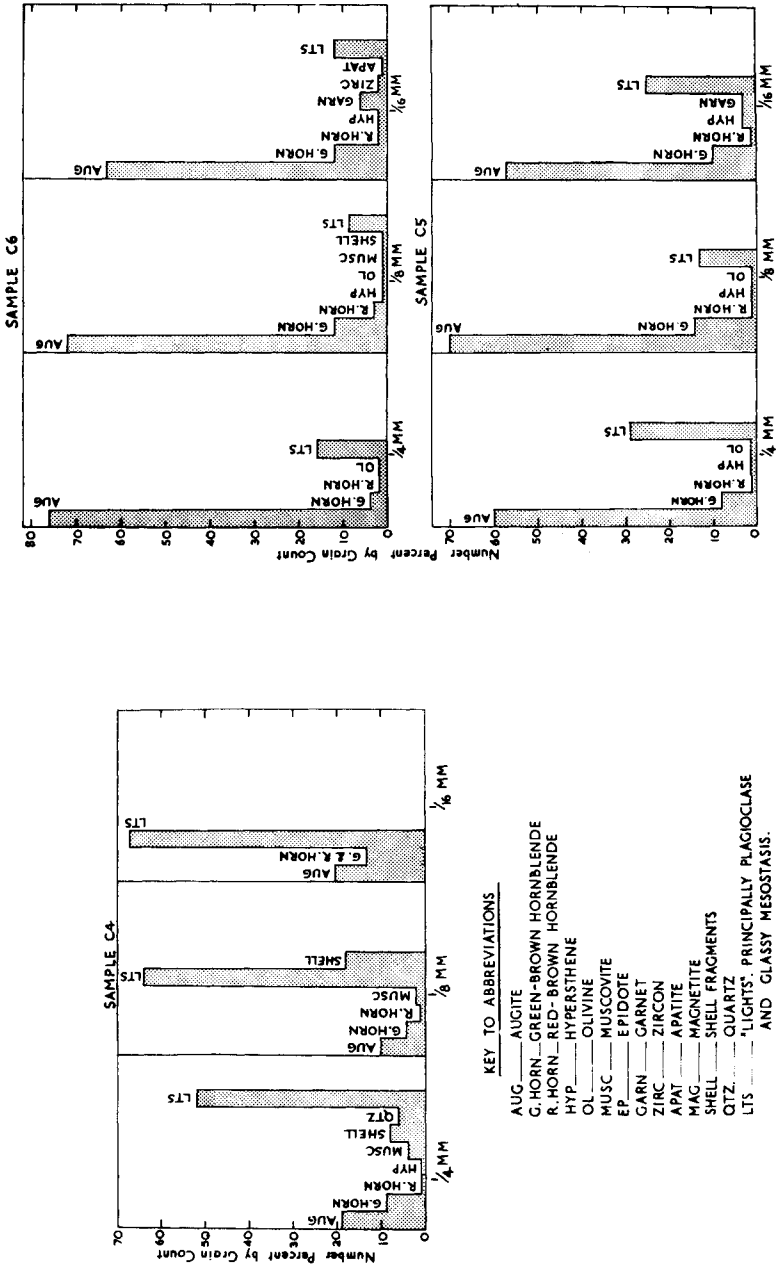 SAMPLE C4
Number Percent by Grain Count
70
60
50
40
30
20
10
0
AUG
G.HORN
R.HORN
HYP
MUSC
SHELL
QTZ
LTS
1/4 MM
AUG
G.HORN
R.HORN
MUSC
LTS
SHELL
1/8 MM
AUG
G. & R. HORN
LTS
1/16 MM
SAMPLE C6
80
70
60
50
40
30
20
10
0
AUG
G.HORN
R.HORN
OL
LTS
1/4 MM
AUG
G.HORN
R.HORN
HYP
OL
MUSC
SHELL
LTS
1/8 MM
AUG
G.HORN
R.HORN
HYP
GARN
ZIRC
APAT
LTS
1/16 MM
Number Percent by Grain Count
SAMPLE C5
70
60
50
40
30
20
10
0
AUG
G.HORN
R.HORN
HYP
OL
LTS
1/4 MM
AUG
G.HORN
R.HORN
HYP
OL
LTS
1/8 MM
AUG
G.HORN
R.HORN
HYP
GARN
LTS
1/16 MM
KEY TO ABBREVIATIONS
AUG AUGITE
G. HORN GREEN-BROWN HORNBLENDE
R. HORN RED-BROWN HORNBLENDE
HYP HYPERSTHENE
OL OLIVINE
MUSC MUSCOVITE
EP EPIDOTE
GARN GARNET
ZIRC ZIRCON
APAT APATITE
MAG MAGNETITE
SHELL SHELL FRAGMENTS
QTZ QUARTZ
LTS "LIGHTS". PRINCIPALLY PLAGIOCLASE
AND GLASSY MESOSTASIS.